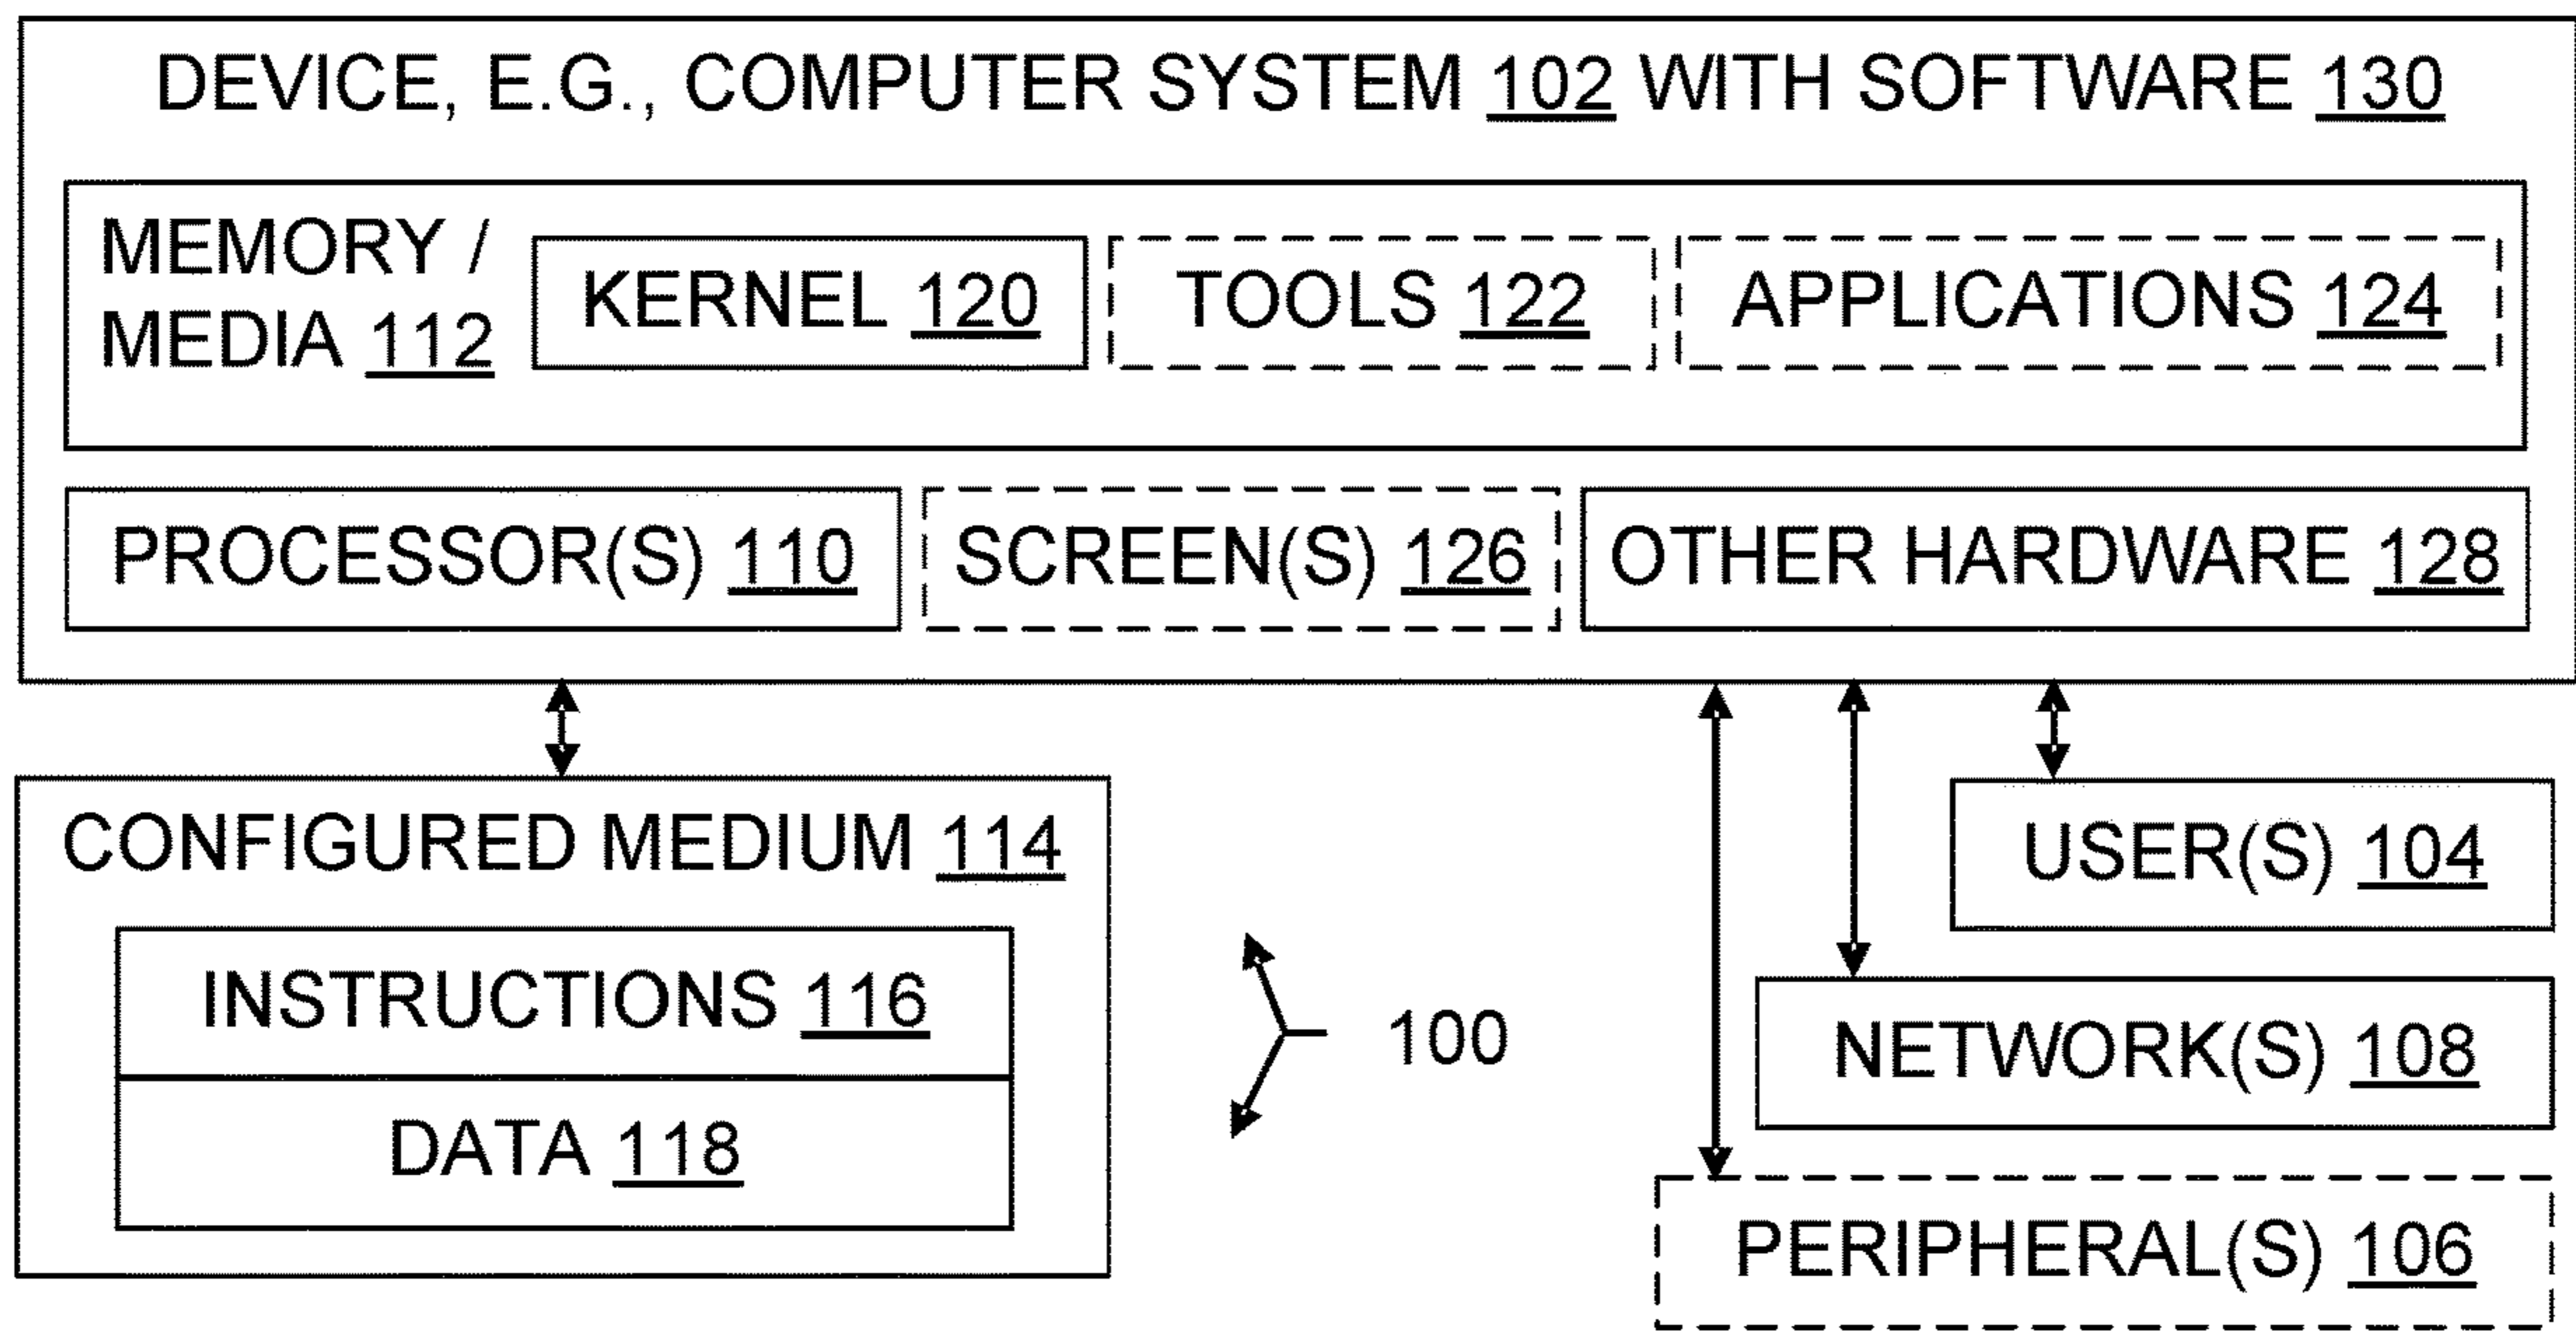 DEVICE, E.G., COMPUTER SYSTEM 102 WITH SOFTWARE 130
MEMORY /
MEDIA 112
KERNEL 120
TOOLS 122
APPLICATIONS 124
PROCESSOR(S) 110
SCREEN(S) 126
OTHER HARDWARE 128
CONFIGURED MEDIUM 114
INSTRUCTIONS 116
DATA 118
100
USER(S) 104
NETWORK(S) 108
PERIPHERAL(S) 106